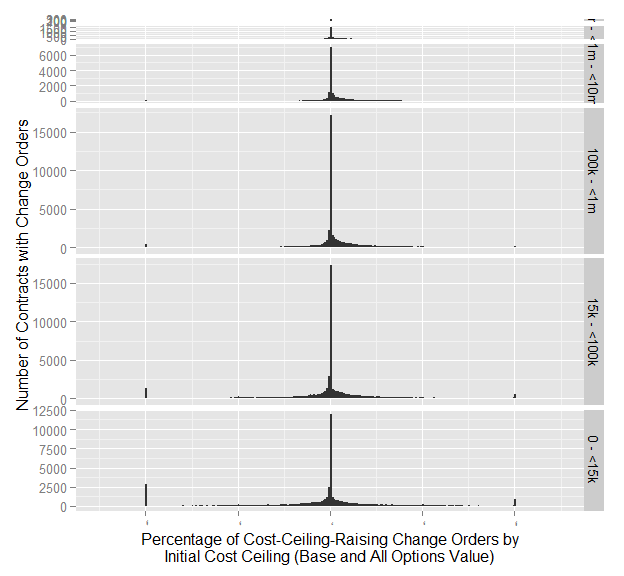 7500
6000
4000
2000
0
15000
10000
5000
0
15000
10000
5000
0
12500
10000
7500
5000
2500
0
<1m - <10m
100k - <1m
15k - <100k
0 - <15k
Number of Contracts with Change Orders
Percentage of Cost-Ceiling-Raising Change Orders by
Initial Cost Ceiling (Base and All Options Value)